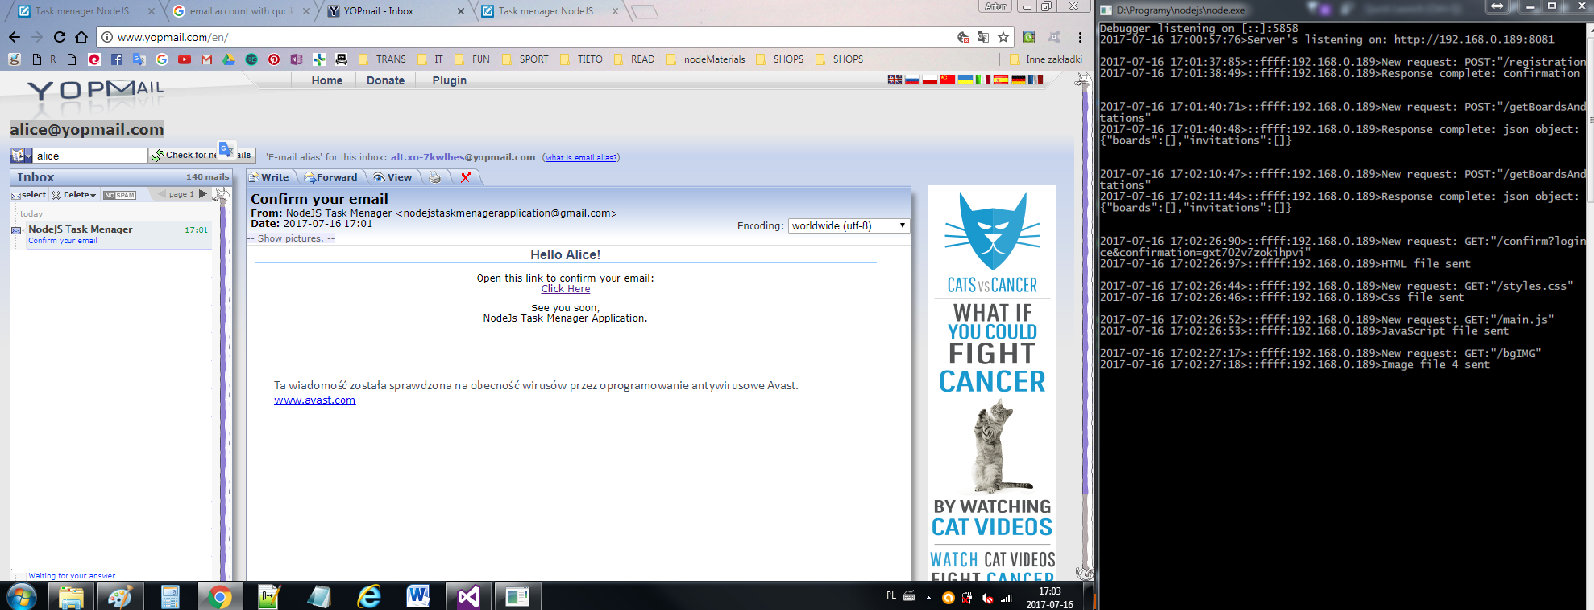 Task menager NodeJS
email account with quic
YOPmail - Inbox
Task menager NodeJS
www.yopmail.com/en/
R
D
TRANS
IT
FUN
SPORT
TIETO
READ
nodeMaterials
SHOPS
SHOPS
Inne zakładki
YOPMAIL
Home
Donate
Plugin
alice@yopmail.com
alice
Check for ne ails
'E-mail alias' for this inbox: alt.xo-7kwlhes@yopmail.com (what is email alias?)
Inbox
140 mails
select
Delete
SPAM
page 1
today
NodeJS Task Menager
17:01
Confirm your email
Waiting for your answer
Write
Forward
View
Confirm your email
From: NodeJS Task Menager <nodejstaskmenagerapplication@gmail.com>
Date: 2017-07-16 17:01
Encoding: worldwide (utf-8)
-- Show pictures. --
Hello Alice!
Open this link to confirm your email:
Click Here
See you soon,
NodeJs Task Menager Application.
Ta wiadomość została sprawdzona na obecność wirusów przez oprogramowanie antywirusowe Avast.
www.avast.com
CATS VS CANCER
WHAT IF
YOU COULD
FIGHT
CANCER
BY WATCHING
CAT VIDEOS
WATCH CAT VIDEOS
FIGHT CANCER
PL
17:03
2017-07-16
D:\Programy\nodejs\node.exe
Debugger listening on [::]:5858
2017-07-16 17:00:57:76>Server's listening on: http://192.168.0.189:8081
2017-07-16 17:01:37:85>::ffff:192.168.0.189>New request: POST:"/registration
2017-07-16 17:01:38:49>::ffff:192.168.0.189>Response complete: confirmation
2017-07-16 17:01:40:71>::ffff:192.168.0.189>New request: POST:"/getBoardsAnd
tations"
2017-07-16 17:01:40:48>::ffff:192.168.0.189>Response complete: json object:
{"boards":[],"invitations":[]}
2017-07-16 17:02:10:47>::ffff:192.168.0.189>New request: POST:"/getBoardsAnd
tations"
2017-07-16 17:02:11:44>::ffff:192.168.0.189>Response complete: json object:
{"boards":[],"invitations":[]}
2017-07-16 17:02:26:90>::ffff:192.168.0.189>New request: GET:"/confirm?login
ce&confirmation=gxt702v7zokihpvi"
2017-07-16 17:02:26:97>::ffff:192.168.0.189>HTML file sent
2017-07-16 17:02:26:44>::ffff:192.168.0.189>New request: GET:"/styles.css"
2017-07-16 17:02:26:46>::ffff:192.168.0.189>Css file sent
2017-07-16 17:02:26:52>::ffff:192.168.0.189>New request: GET:"/main.js"
2017-07-16 17:02:26:53>::ffff:192.168.0.189>JavaScript file sent
2017-07-16 17:02:27:17>::ffff:192.168.0.189>New request: GET:"/bgIMG"
2017-07-16 17:02:27:18>::ffff:192.168.0.189>Image file 4 sent